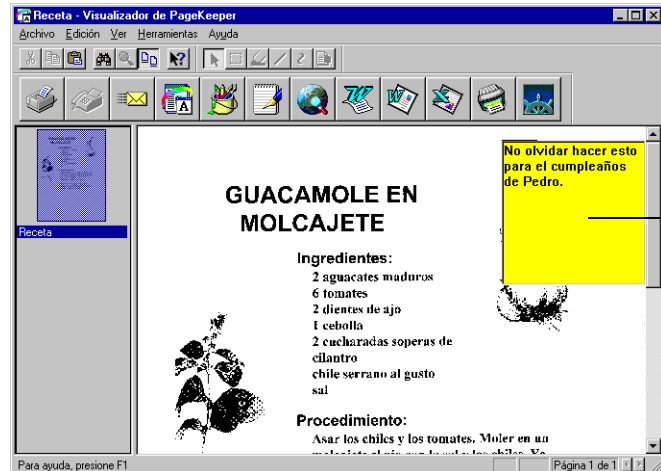 Receta - Visualizador de PageKeeper
Archivo Edición Ver Herramientas Ayuda
No olvidar hacer esto
para el cumpleaños
de Pedro.
GUACAMOLE EN
MOLCAJETE
Receta
Ingredientes:
2 aguacates maduros
6 tomates
2 dientes de ajo
1 cebolla
2 cucharadas soperas de
cilantro
chile serrano al gusto
sal
Procedimiento:
Asar los chiles y los tomates. Moler en un
Para ayuda, presione F1
Página 1 de 1